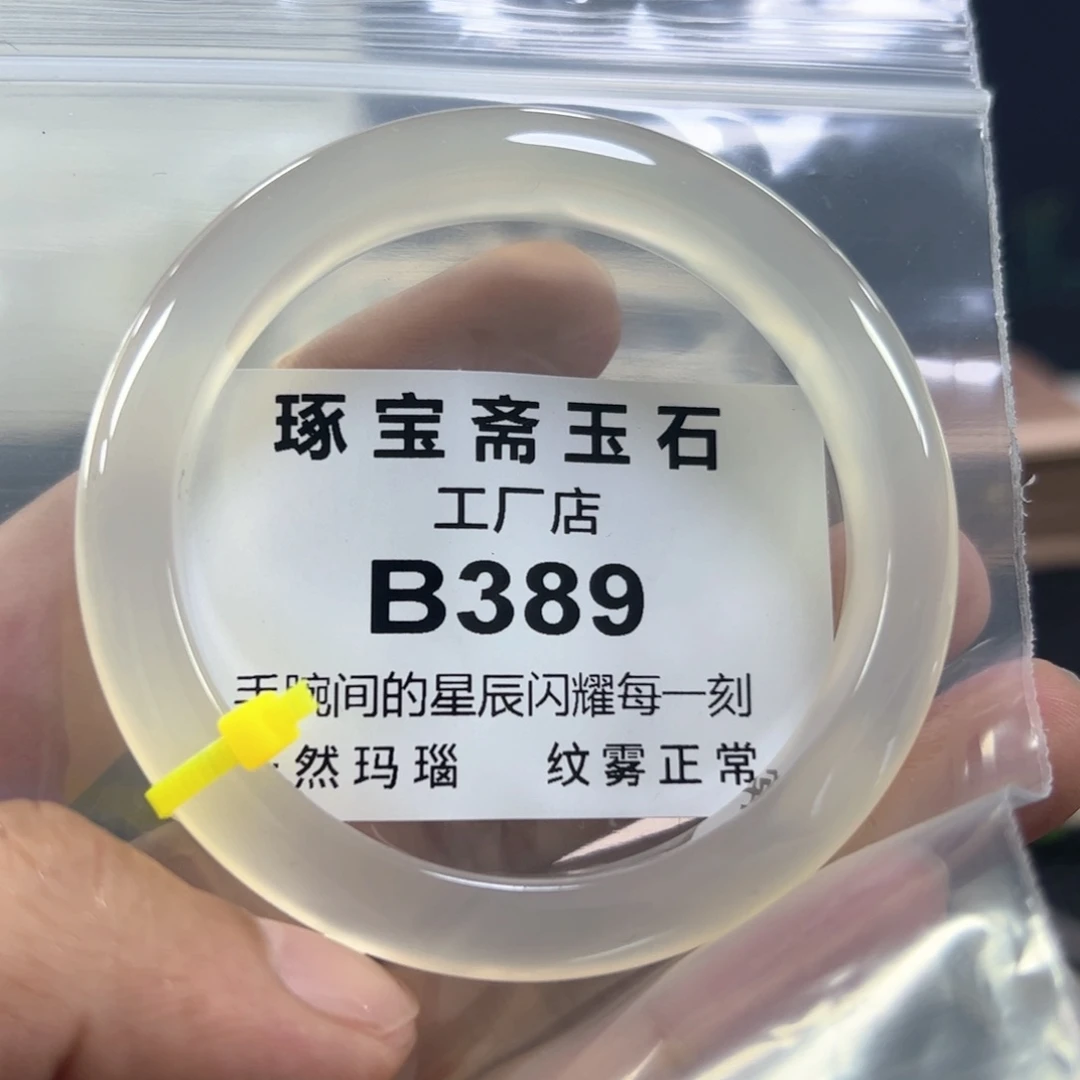 琢宝斋玉石
工厂店
B389
手腕间的星辰闪耀每一刻
然玛瑙 纹雾正常